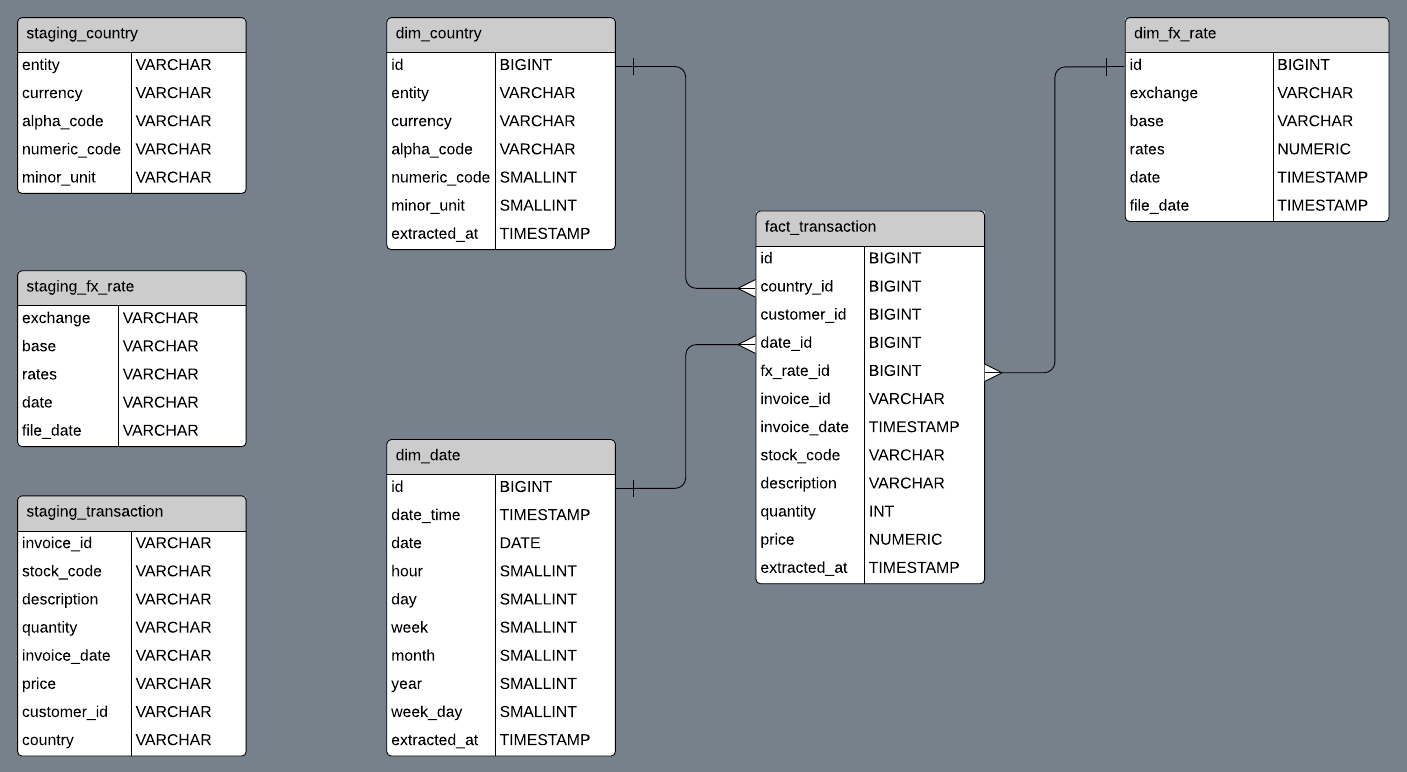 staging_country
entity VARCHAR
currency VARCHAR
alpha_code VARCHAR
numeric_code VARCHAR
minor_unit VARCHAR
staging_fx_rate
exchange VARCHAR
base VARCHAR
rates VARCHAR
date VARCHAR
file_date VARCHAR
staging_transaction
invoice_id VARCHAR
stock_code VARCHAR
description VARCHAR
quantity VARCHAR
invoice_date VARCHAR
price VARCHAR
customer_id VARCHAR
country VARCHAR
dim_country
id BIGINT
entity VARCHAR
currency VARCHAR
alpha_code VARCHAR
numeric_code SMALLINT
minor_unit SMALLINT
extracted_at TIMESTAMP
dim_date
id BIGINT
date_time TIMESTAMP
date DATE
hour SMALLINT
day SMALLINT
week SMALLINT
month SMALLINT
year SMALLINT
week_day SMALLINT
extracted_at TIMESTAMP
fact_transaction
id BIGINT
country_id BIGINT
customer_id BIGINT
date_id BIGINT
fx_rate_id BIGINT
invoice_id VARCHAR
invoice_date TIMESTAMP
stock_code VARCHAR
description VARCHAR
quantity INT
price NUMERIC
extracted_at TIMESTAMP
dim_fx_rate
id BIGINT
exchange VARCHAR
base VARCHAR
rates NUMERIC
date TIMESTAMP
file_date TIMESTAMP